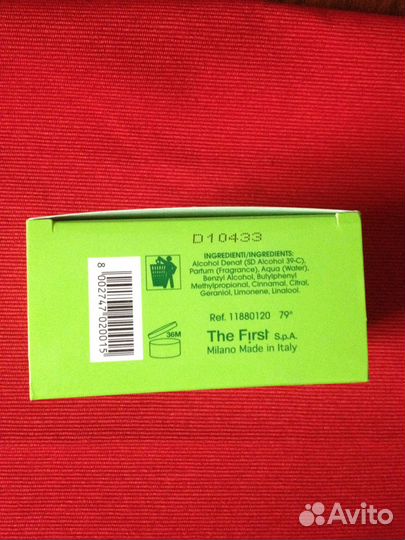 D10433
INGREDIENTI/INGREDIENTS:
Alcohol Denat (SD Alcohol 39-C),
Parfum (Fragrance), Aqua (Water),
Benzyl Alcohol, Butylphenyl
Methylpropional, Cinnamal, Citral,
Geraniol, Limonene, Linalool.
Ref. 11880120 79°
36M
The First S.p.A.
Milano Made in Italy
8 002747 020015
Avito